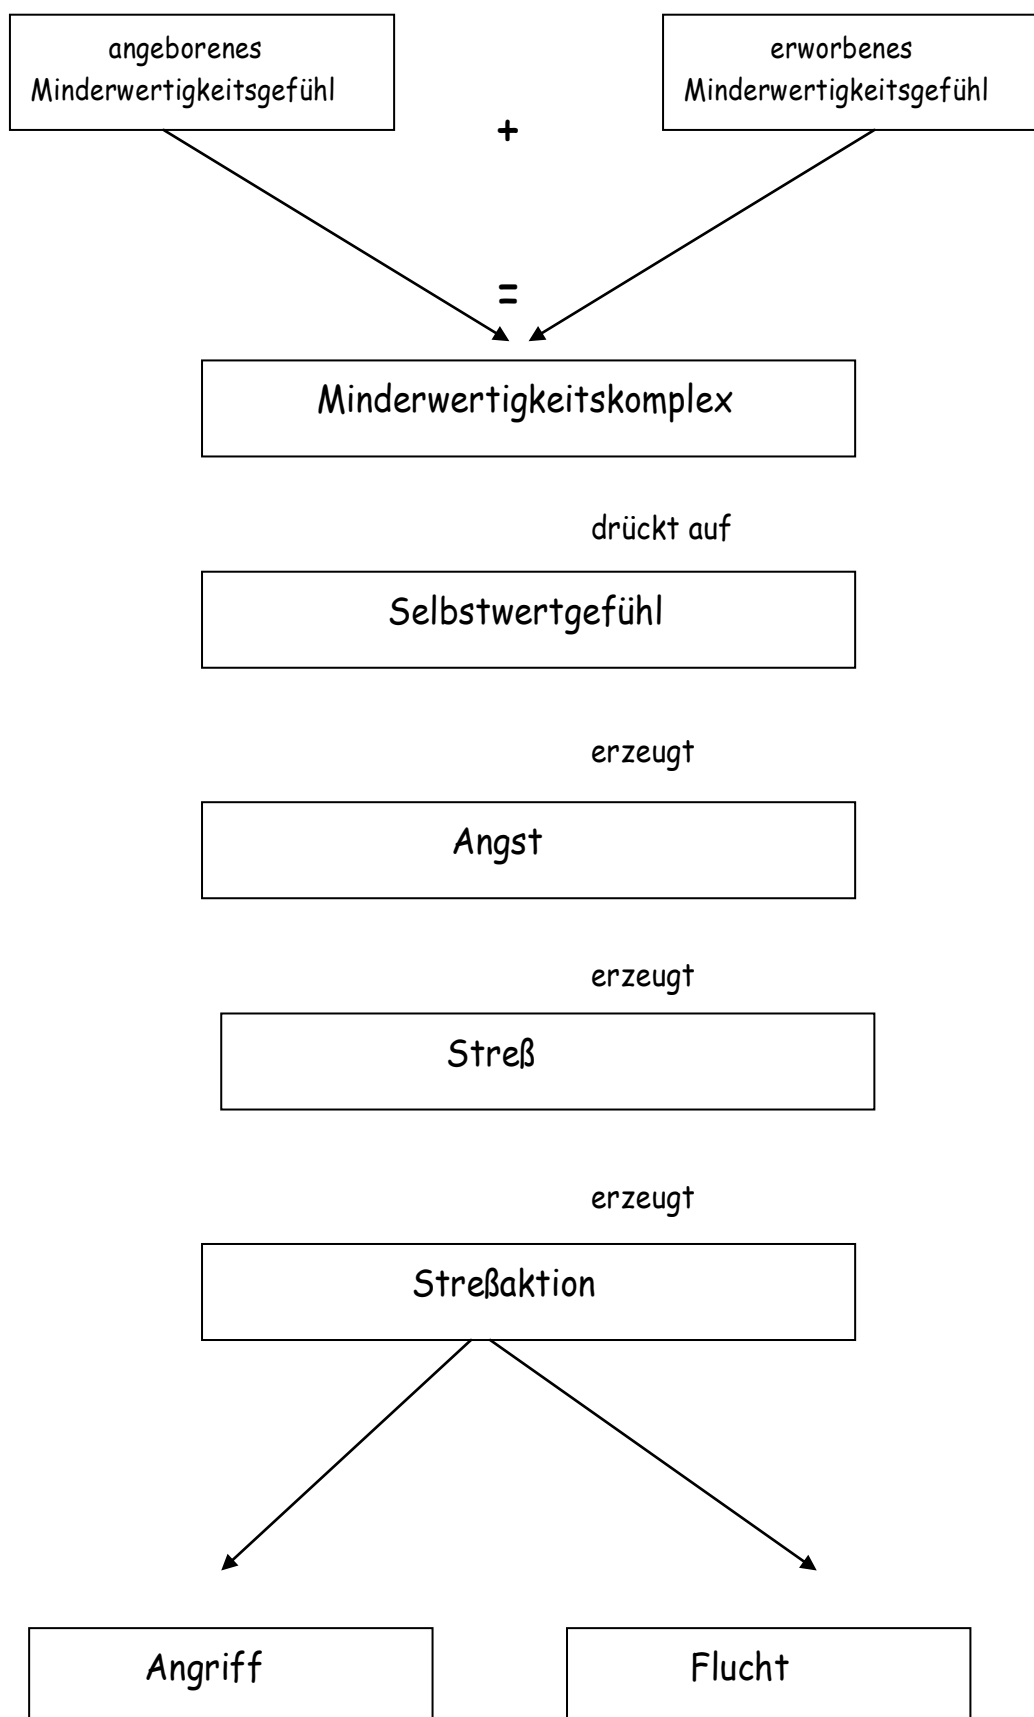 angeborenes
Minderwertigkeitsgefühl
erworbenes
Minderwertigkeitsgefühl
+
=
Minderwertigkeitskomplex
drückt auf
Selbstwertgefühl
erzeugt
Angst
erzeugt
Streß
erzeugt
Streßaktion
Angriff
Flucht